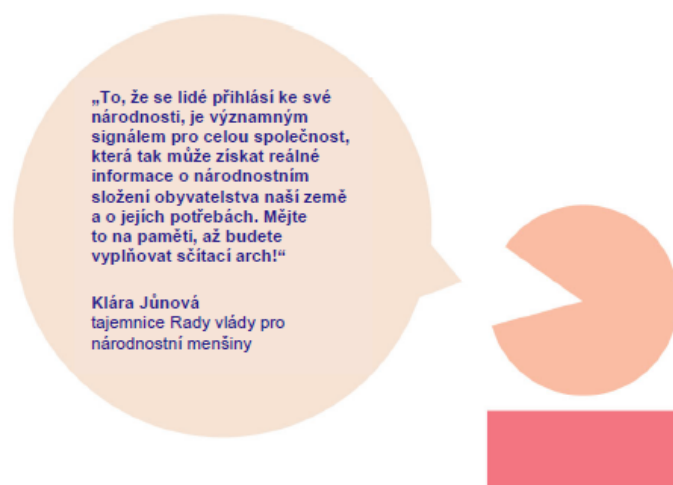 „To, že se lidé přihlásí ke své
národnosti, je významným
signálem pro celou společnost,
která tak může získat reálné
informace o národnostním
složení obyvatelstva naší země
a o jejích potřebách. Mějte
to na paměti, až budete
vyplňovat sčítací arch!“
Klára Jůnová
tajemnice Rady vlády pro
národnostní menšiny